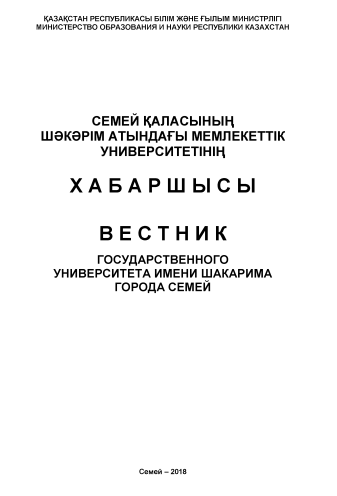 ҚАЗАҚСТАН РЕСПУБЛИКАСЫ БІЛІМ ЖӘНЕ ҒЫЛЫМ МИНИСТРЛІГІ
МИНИСТЕРСТВО ОБРАЗОВАНИЯ И НАУКИ РЕСПУБЛИКИ КАЗАХСТАН
СЕМЕЙ ҚАЛАСЫНЫҢ
ШӘКӘРІМ АТЫНДАҒЫ МЕМЛЕКЕТТІК
УНИВЕРСИТЕТІНІҢ
Х А Б А Р Ш Ы С Ы
В Е С Т Н И К
ГОСУДАРСТВЕННОГО
УНИВЕРСИТЕТА ИМЕНИ ШАКАРИМА
ГОРОДА СЕМЕЙ
Семей – 2018